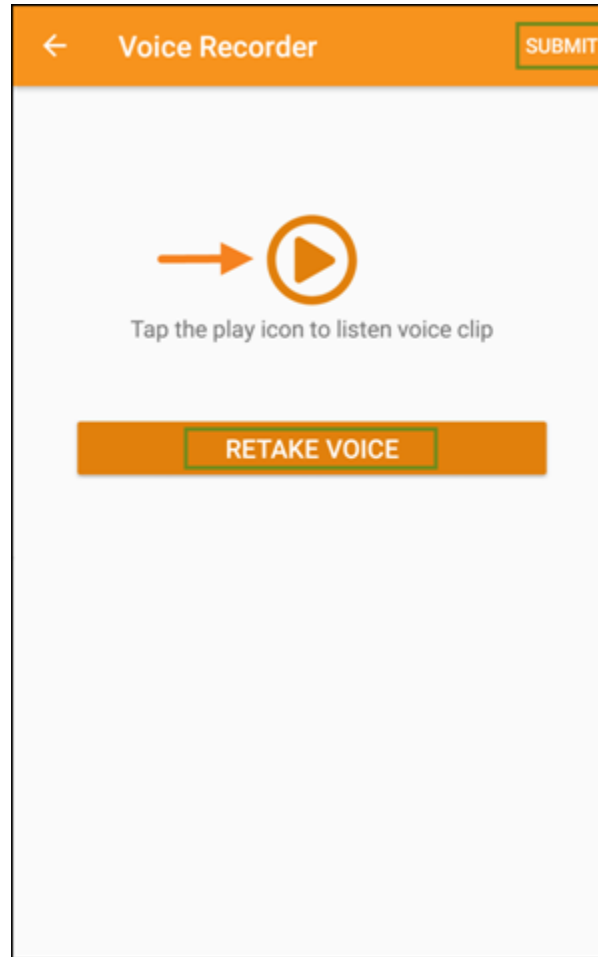 Voice Recorder
SUBMIT
Tap the play icon to listen voice clip
RETAKE VOICE